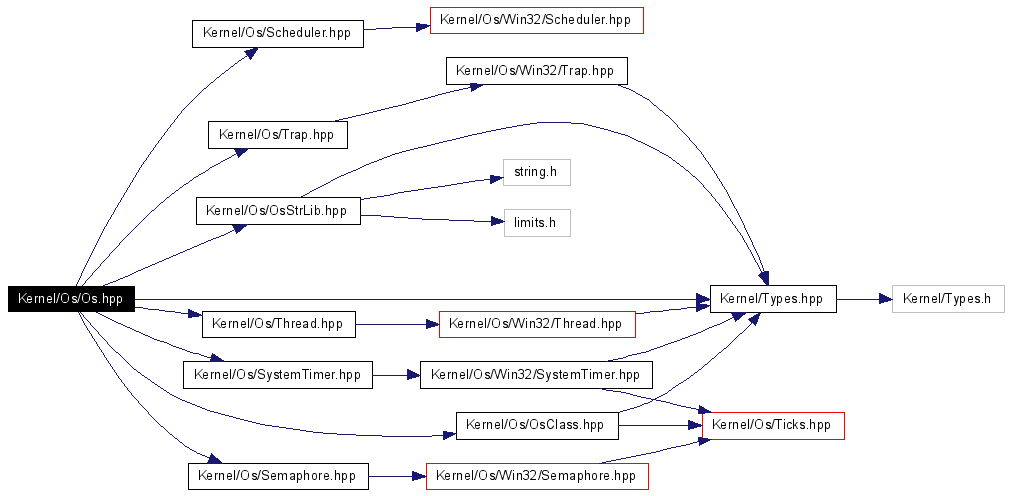 Kernel/Os/Win32/Scheduler.hpp
Kernel/Os/Scheduler.hpp
Kernel/Os/Win32/Trap.hpp
Kernel/Os/Trap.hpp
string.h
Kernel/Os/OsStrLib.hpp
limits.h
Kernel/Os/Os.hpp
Kernel/Types.hpp
Kernel/Types.h
Kernel/Os/Thread.hpp
Kernel/Os/Win32/Thread.hpp
Kernel/Os/SystemTimer.hpp
Kernel/Os/Win32/SystemTimer.hpp
Kernel/Os/OsClass.hpp
Kernel/Os/Ticks.hpp
Kernel/Os/Semaphore.hpp
Kernel/Os/Win32/Semaphore.hpp